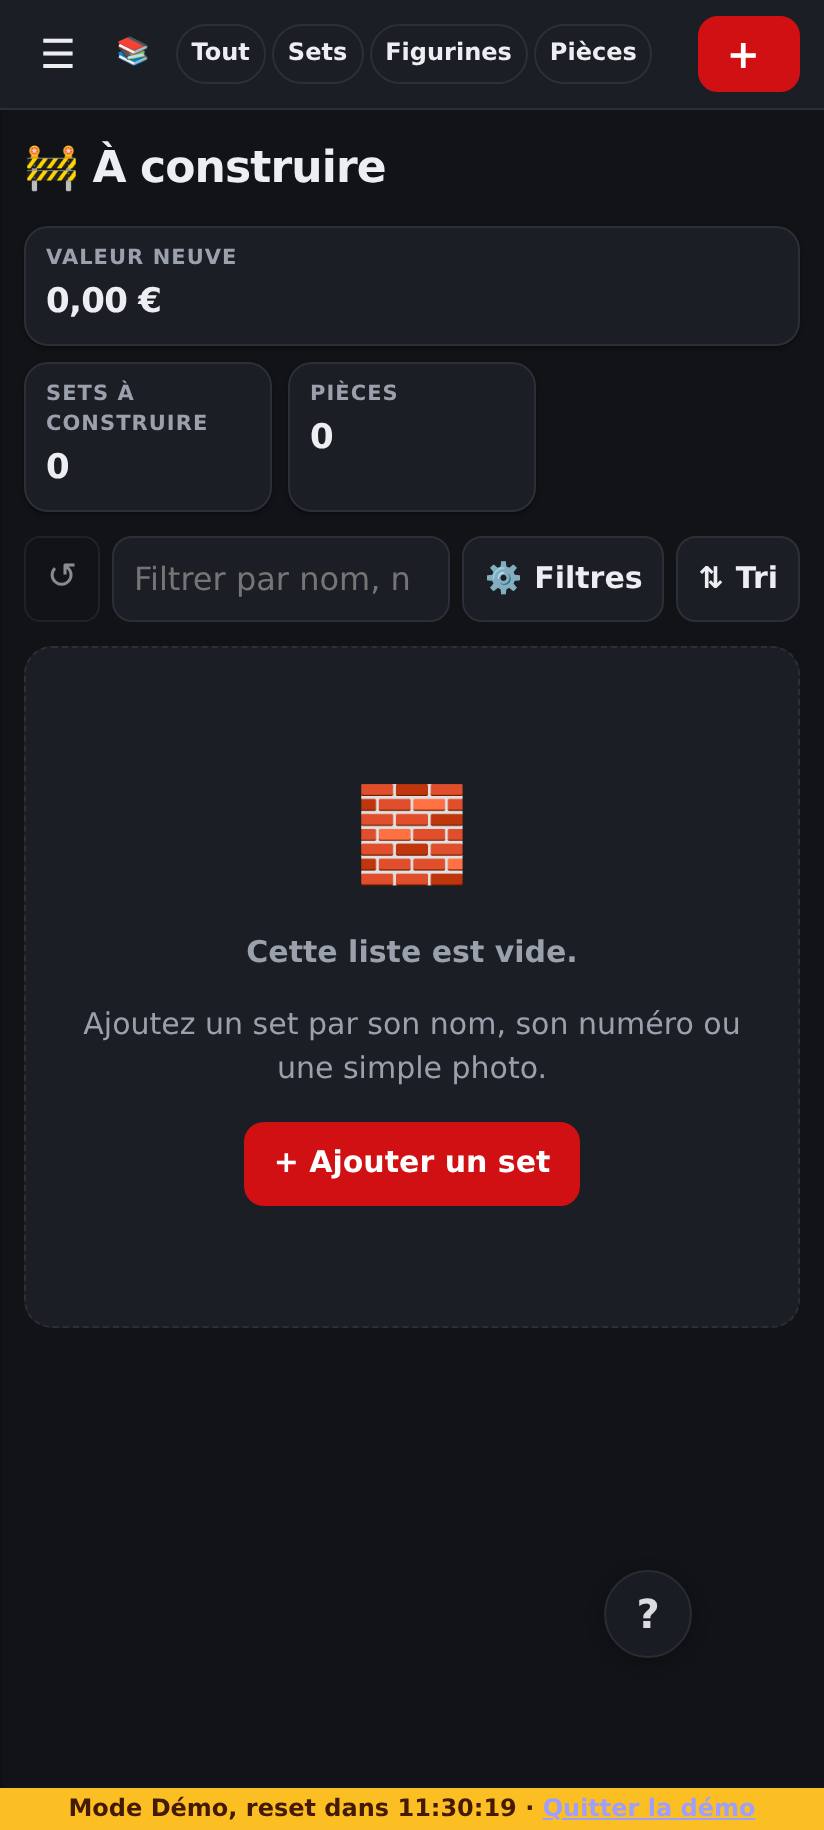 ☰ 📚 Tout Sets Figurines Pièces +
🚧 À construire
VALEUR NEUVE
0,00 €
SETS À
CONSTRUIRE
0
PIÈCES
0
↺ Filtrer par nom, n ⚙️ Filtres ⇅ Tri
Cette liste est vide.
Ajoutez un set par son nom, son numéro ou
une simple photo.
+ Ajouter un set
?
Mode Démo, reset dans 11:30:19 · Quitter la démo